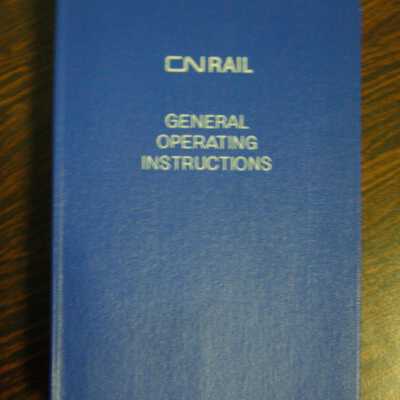 CN RAIL
GENERAL
OPERATING
INSTRUCTIONS